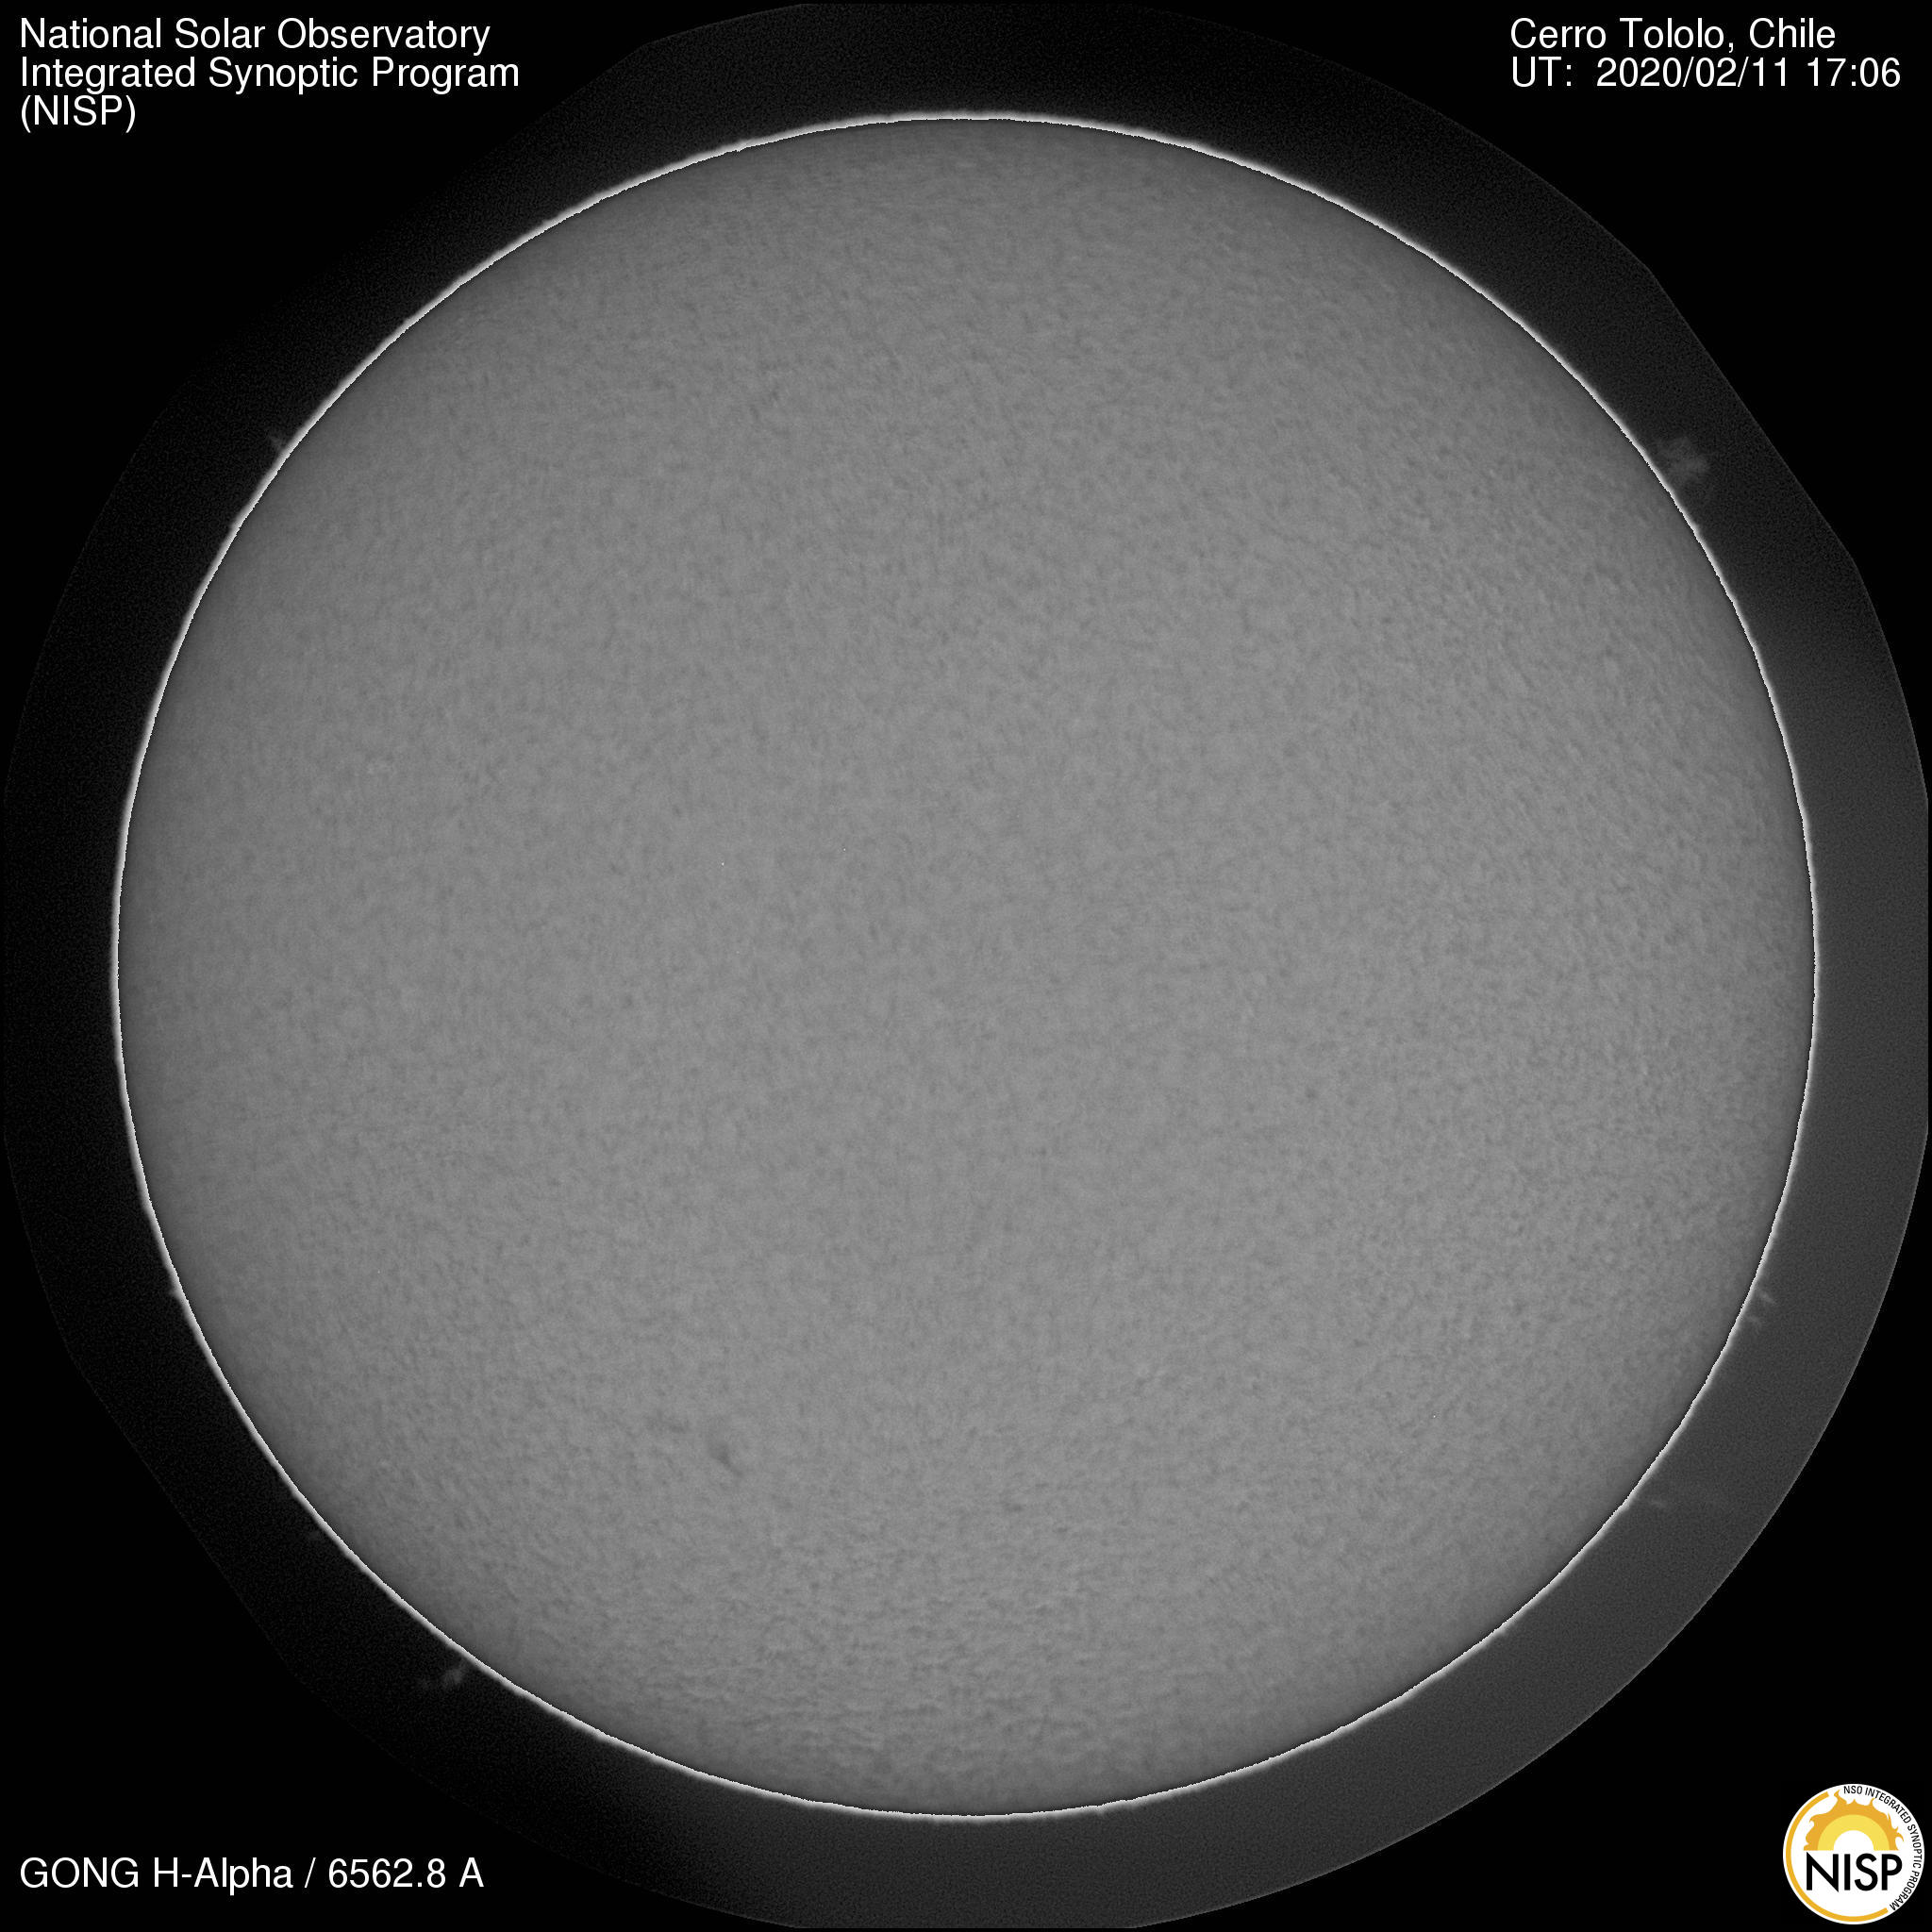 National Solar Observatory
Integrated Synoptic Program
(NISP)
Cerro Tololo, Chile
UT: 2020/02/11 17:06
GONG H-Alpha / 6562.8 A
NSO INTEGRATED SYNOPTIC PROGRAM
NISP